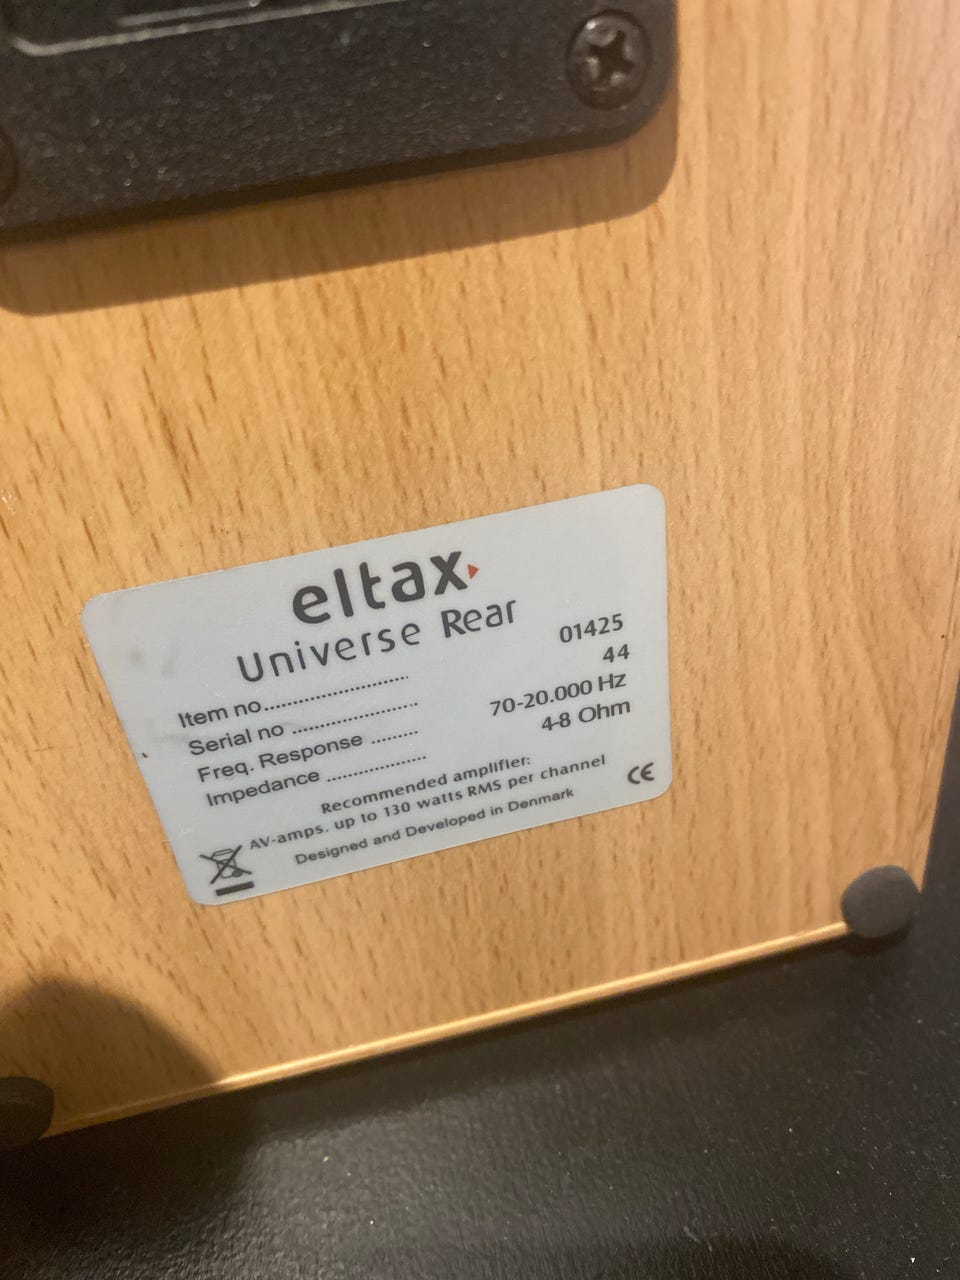 eltax
Universe Rear
Item no.............................. 01425
Serial no .......................... 44
Freq. Response ......... 70-20.000 Hz
Impedance .................... 4-8 Ohm
Recommended amplifier:
AV-amps. up to 130 watts RMS per channel
Designed and Developed in Denmark
CE